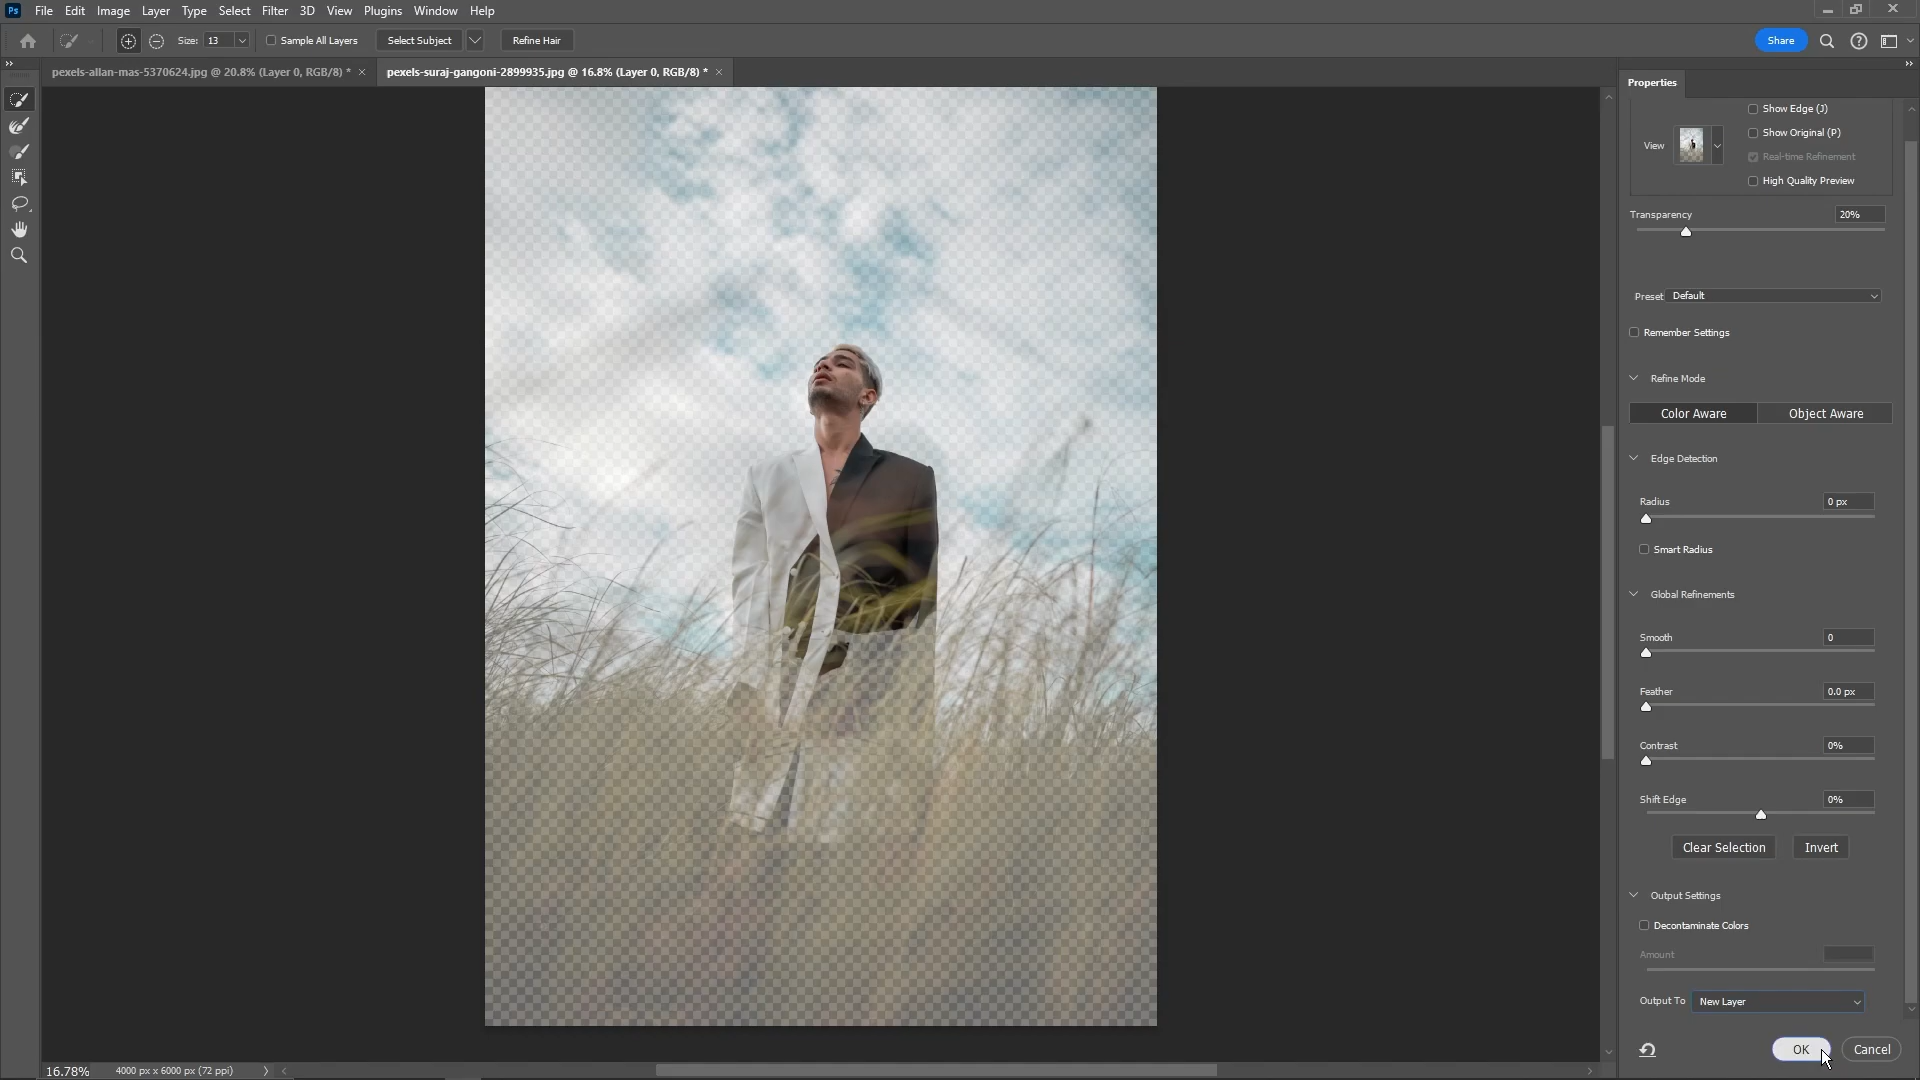 Ps File Edit Image Layer Type Select Filter 3D View Plugins Window Help
Size: 13 Sample All Layers Select Subject Refine Hair Share
pexels-allan-mas-5370624.jpg @ 20.8% (Layer 0, RGB/8) * × pexels-suraj-gangoni-2899935.jpg @ 16.8% (Layer 0, RGB/8) * ×
Properties
Show Edge (J)
Show Original (P)
View
Real-time Refinement
High Quality Preview
Transparency 20%
Preset Default
Remember Settings
Refine Mode
Color Aware Object Aware
Edge Detection
Radius 0 px
Smart Radius
Global Refinements
Smooth 0
Feather 0.0 px
Contrast 0%
Shift Edge 0%
Clear Selection Invert
Output Settings
Decontaminate Colors
Amount
Output To New Layer
OK Cancel
16.78% 4000 px x 6000 px (72 ppi)